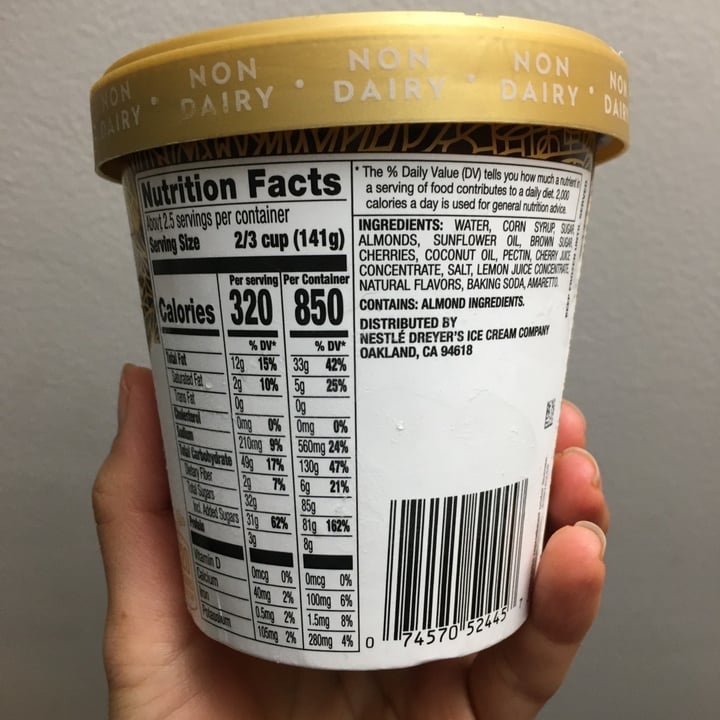 NON DAIRY • NON DAIRY • NON DAIRY • NON DAIRY • NON DAIRY
Nutrition Facts
About 2.5 servings per container
Serving Size 2/3 cup (141g)
Per serving Per Container
Calories 320 850
% DV* % DV*
Total Fat 12g 15% 33g 42%
Saturated Fat 2g 10% 5g 25%
Trans Fat 0g 0g
Cholesterol 0mg 0% 0mg 0%
Sodium 210mg 9% 560mg 24%
Total Carbohydrate 49g 17% 130g 47%
Dietary Fiber 2g 7% 6g 21%
Total Sugars 32g 85g
Incl. Added Sugars 31g 62% 81g 162%
Protein 3g 8g
Vitamin D 0mcg 0% 0mcg 0%
Calcium 40mg 2% 100mg 6%
Iron 0.5mg 2% 1.5mg 8%
Potassium 105mg 2% 280mg 4%
* The % Daily Value (DV) tells you how much a nutrient in
a serving of food contributes to a daily diet. 2,000
calories a day is used for general nutrition advice.
INGREDIENTS: WATER, CORN SYRUP, SUGAR,
ALMONDS, SUNFLOWER OIL, BROWN SUGAR,
CHERRIES, COCONUT OIL, PECTIN, CHERRY JUICE
CONCENTRATE, SALT, LEMON JUICE CONCENTRATE,
NATURAL FLAVORS, BAKING SODA, AMARETTO.
CONTAINS: ALMOND INGREDIENTS.
DISTRIBUTED BY
NESTLÉ DREYER'S ICE CREAM COMPANY
OAKLAND, CA 94618
0 74570 52445 7